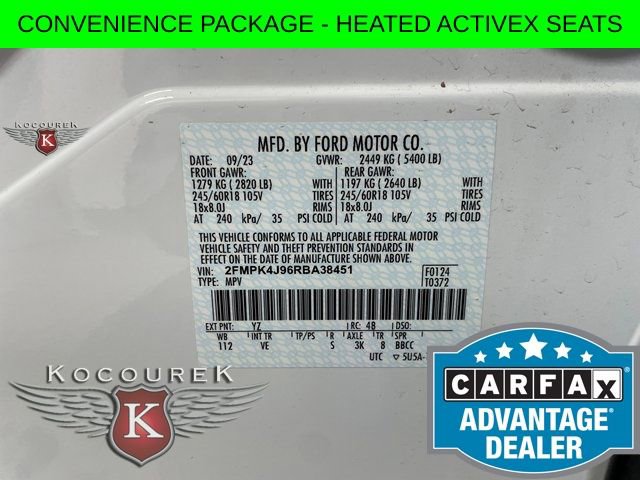 CONVENIENCE PACKAGE - HEATED ACTIVEX SEATS
KOCOUREK
K
MFD. BY FORD MOTOR CO.
DATE: 09/23 GVWR: 2449 KG ( 5400 LB)
FRONT GAWR: REAR GAWR:
1279 KG ( 2820 LB) WITH 1197 KG ( 2640 LB) WITH
245/60R18 105V TIRES 245/60R18 105V TIRES
18x8.0J RIMS 18x8.0J RIMS
AT 240 kPa/ 35 PSI COLD AT 240 kPa/ 35 PSI COLD
THIS VEHICLE CONFORMS TO ALL APPLICABLE FEDERAL MOTOR
VEHICLE SAFETY AND THEFT PREVENTION STANDARDS IN
EFFECT ON THE DATE OF MANUFACTURE SHOWN ABOVE.
VIN: 2FMPK4J96RBA38451 F0124
TYPE: MPV T0372
EXT PNT: YZ RC: 4B DSO:
WB INT TR TP/PS R AXLE TR SPR
112 VE S 3K 8 BBCC
UTC ▽ 5U5A-
KOCOUREK
K
CARFAX
ADVANTAGE
DEALER